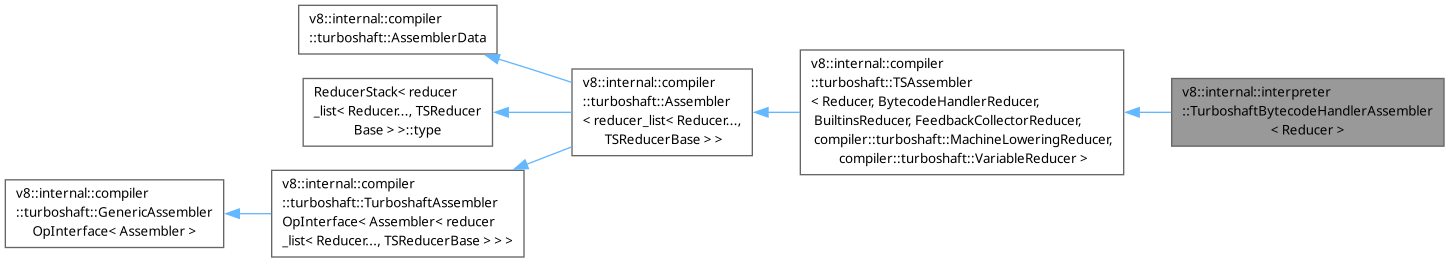 v8::internal::compiler
::turboshaft::AssemblerData
ReducerStack< reducer
_list< Reducer..., TSReducer
Base > >::type
v8::internal::compiler
::turboshaft::GenericAssembler
OpInterface< Assembler >
v8::internal::compiler
::turboshaft::TurboshaftAssembler
OpInterface< Assembler< reducer
_list< Reducer..., TSReducerBase > > >
v8::internal::compiler
::turboshaft::Assembler
< reducer_list< Reducer...,
TSReducerBase > >
v8::internal::compiler
::turboshaft::TSAssembler
< Reducer, BytecodeHandlerReducer,
BuiltinsReducer, FeedbackCollectorReducer,
compiler::turboshaft::MachineLoweringReducer,
compiler::turboshaft::VariableReducer >
v8::internal::interpreter
::TurboshaftBytecodeHandlerAssembler
< Reducer >